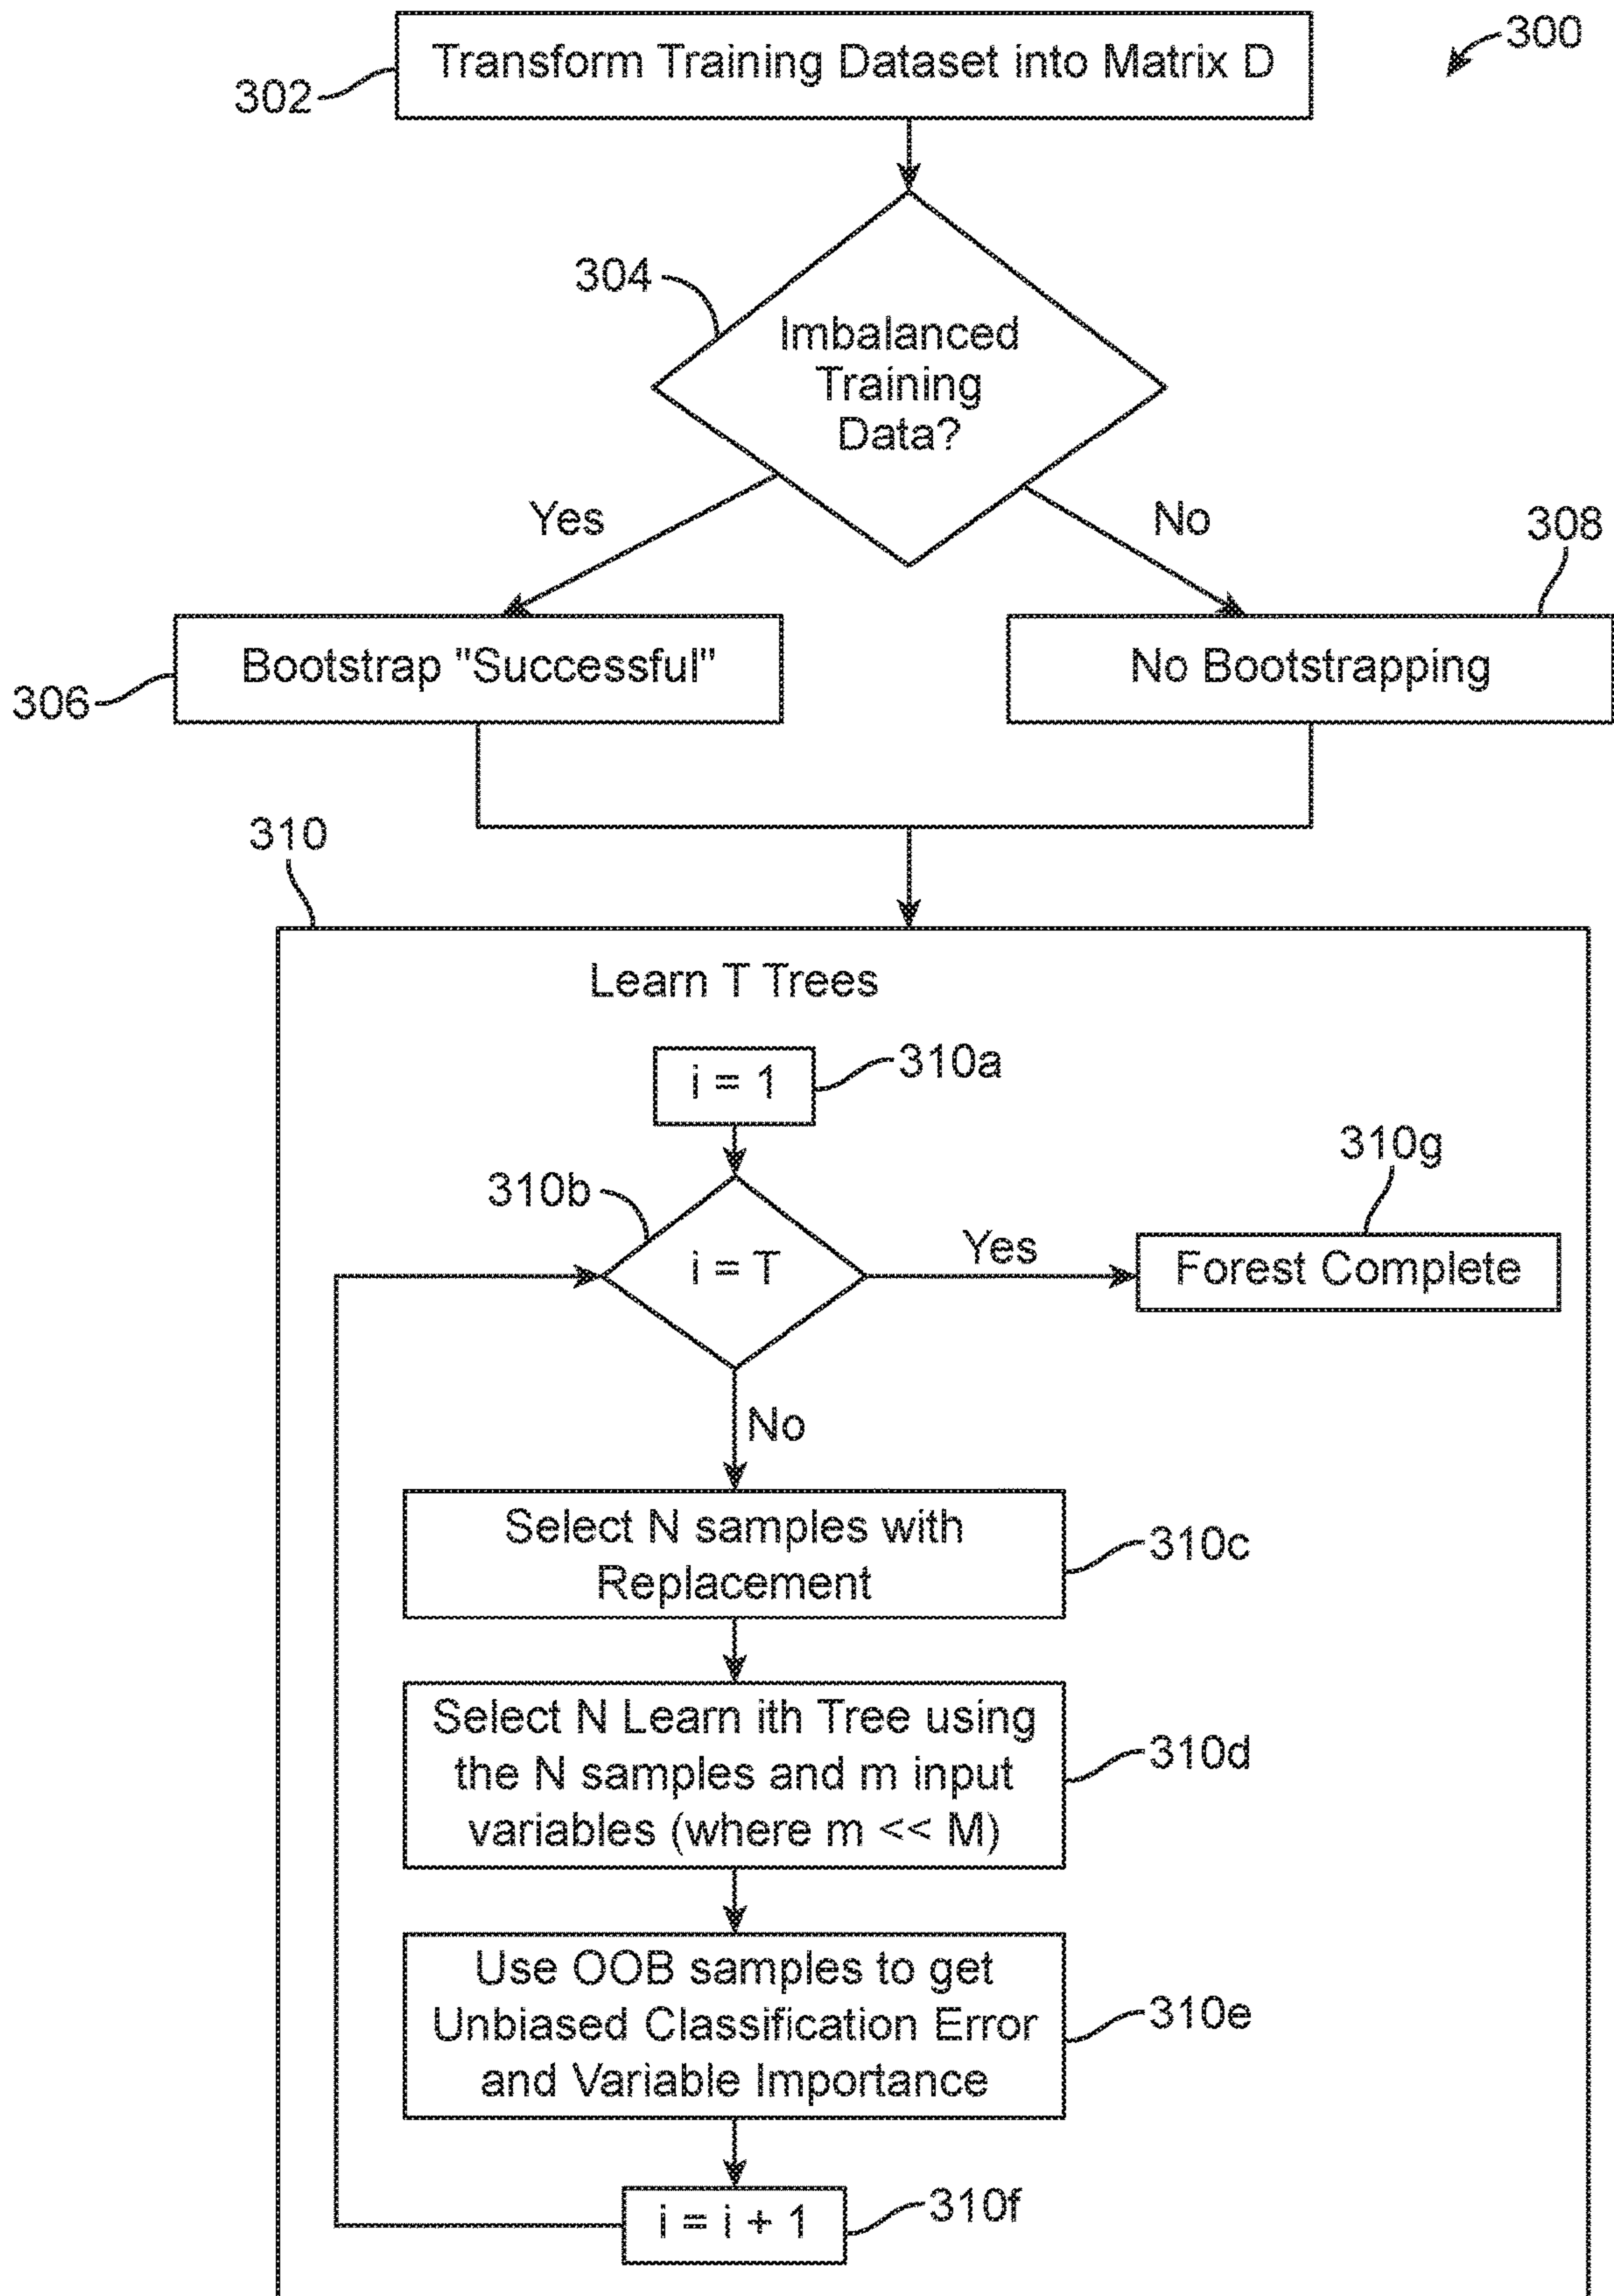 300
Transform Training Dataset into Matrix D
302
304
Imbalanced
Training
Data?
Yes
No
308
Bootstrap "Successful"
No Bootstrapping
306
310
Learn T Trees
i = 1
310a
310g
310b
i = T
Yes
Forest Complete
No
Select N samples with
Replacement
310c
Select N Learn ith Tree using
the N samples and m input
variables (where m << M)
310d
Use OOB samples to get
Unbiased Classification Error
and Variable Importance
310e
i = i + 1
310f